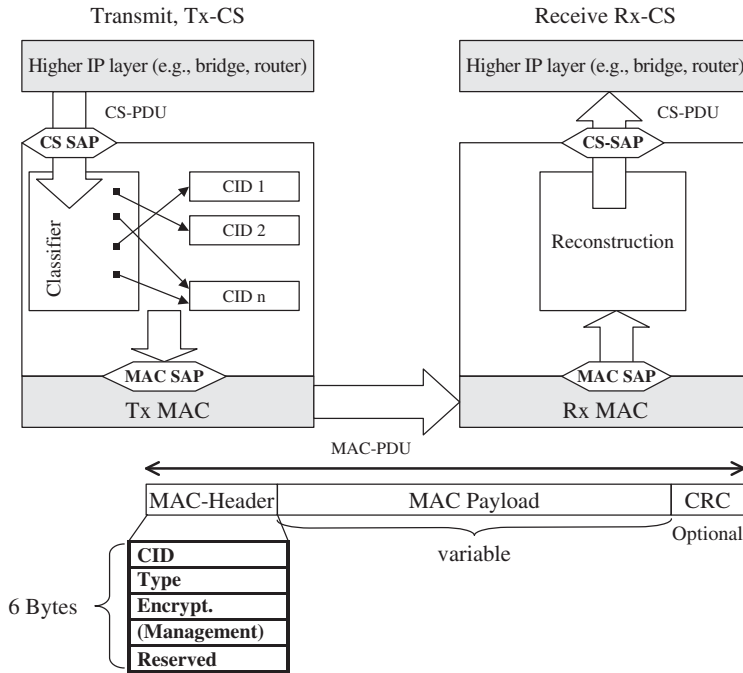 Transmit, Tx-CS
Receive Rx-CS
Higher IP layer (e.g., bridge, router)
Higher IP layer (e.g., bridge, router)
CS-PDU
CS-PDU
CS SAP
CS-SAP
Classifier
CID 1
CID 2
CID n
Reconstruction
MAC SAP
MAC SAP
Tx MAC
Rx MAC
MAC-PDU
MAC-Header
MAC Payload
CRC
variable
Optional
6 Bytes
CID
Type
Encrypt.
(Management)
Reserved